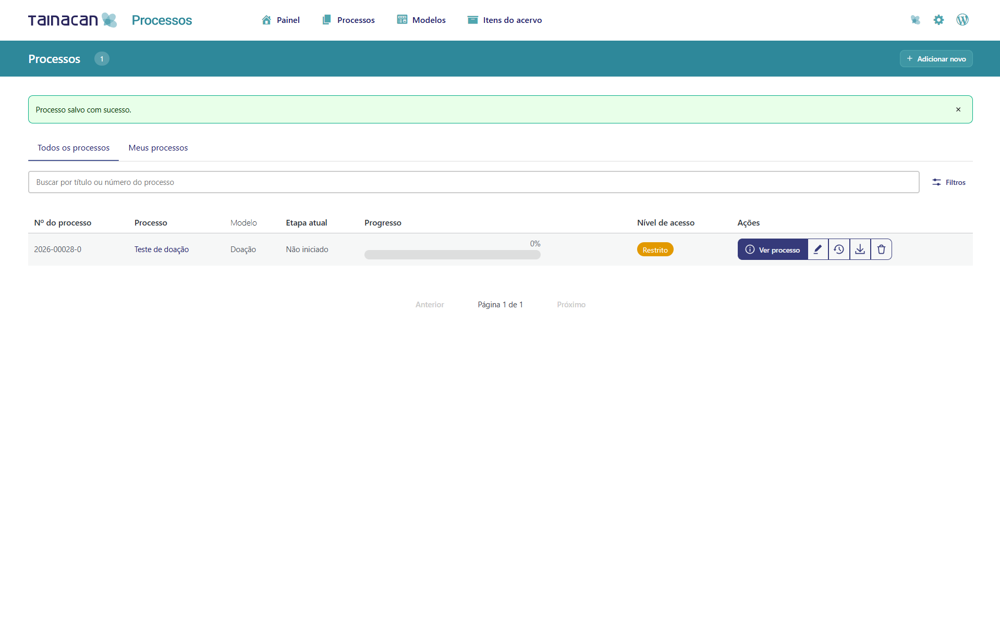 TAINACAN Processos Painel Processos Modelos Itens do acervo
Processos 1 + Adicionar novo
Processo salvo com sucesso. ×
Todos os processos Meus processos
Buscar por título ou número do processo Filtros
Nº do processo Processo Modelo Etapa atual Progresso Nível de acesso Ações
2026-00028-0 Teste de doação Doação Não iniciado 0% Restrito Ver processo
Anterior Página 1 de 1 Próximo